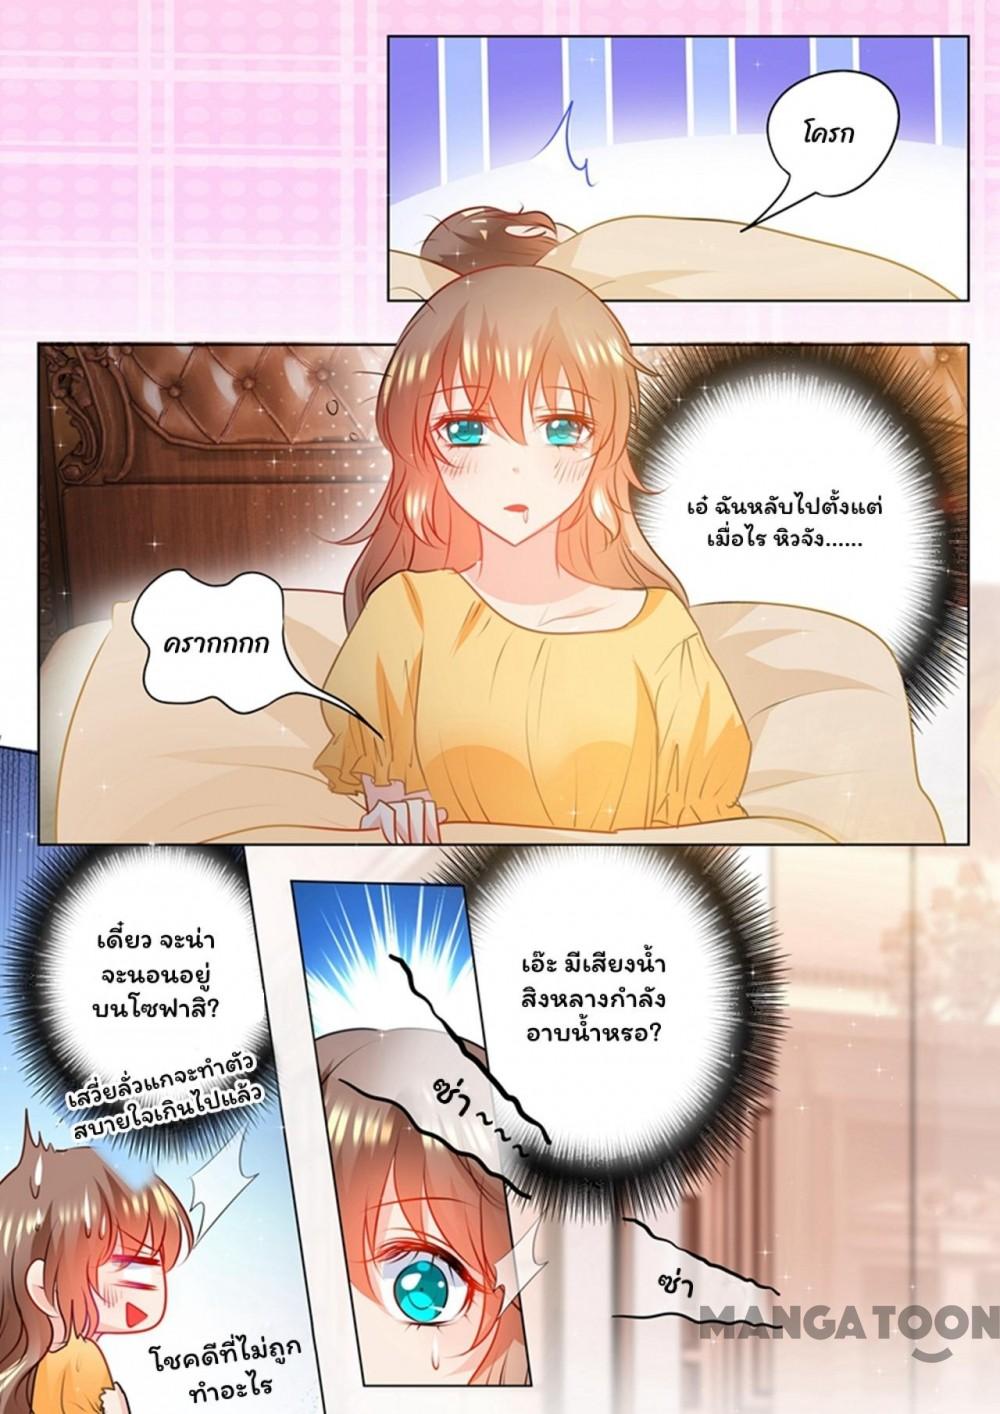 โครก
เอ๋ ฉันหลับไปตั้งแต่
เมื่อไร หิวจัง......
ครากกกก
เอ๊ะ มีเสียงน้ำ
สิงหลางกำลัง
อาบน้ำหรอ?
ซ่า~~~~
ซ่า
เดี๋ยว จะน่า
จะนอนอยู่
บนโซฟาสิ?
เสวี่ยลั่วแกจะทำตัว
สบายใจเกินไปแล้ว
โชคดีที่ไม่ถูก
ทำอะไร
MANGATOON